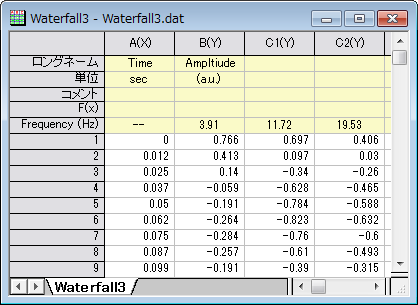 Waterfall3 - Waterfall3.dat
A(X) B(Y) C1(Y) C2(Y)
ロングネーム Time Ampltiude
単位 sec (a.u.)
コメント
F(x)
Frequency (Hz) -- 3.91 11.72 19.53
1 0 0.766 0.697 0.406
2 0.012 0.413 0.097 0.03
3 0.025 0.14 -0.34 -0.26
4 0.037 -0.059 -0.628 -0.465
5 0.05 -0.191 -0.784 -0.588
6 0.062 -0.264 -0.823 -0.632
7 0.075 -0.284 -0.76 -0.6
8 0.087 -0.257 -0.61 -0.493
9 0.099 -0.191 -0.39 -0.315
Waterfall3